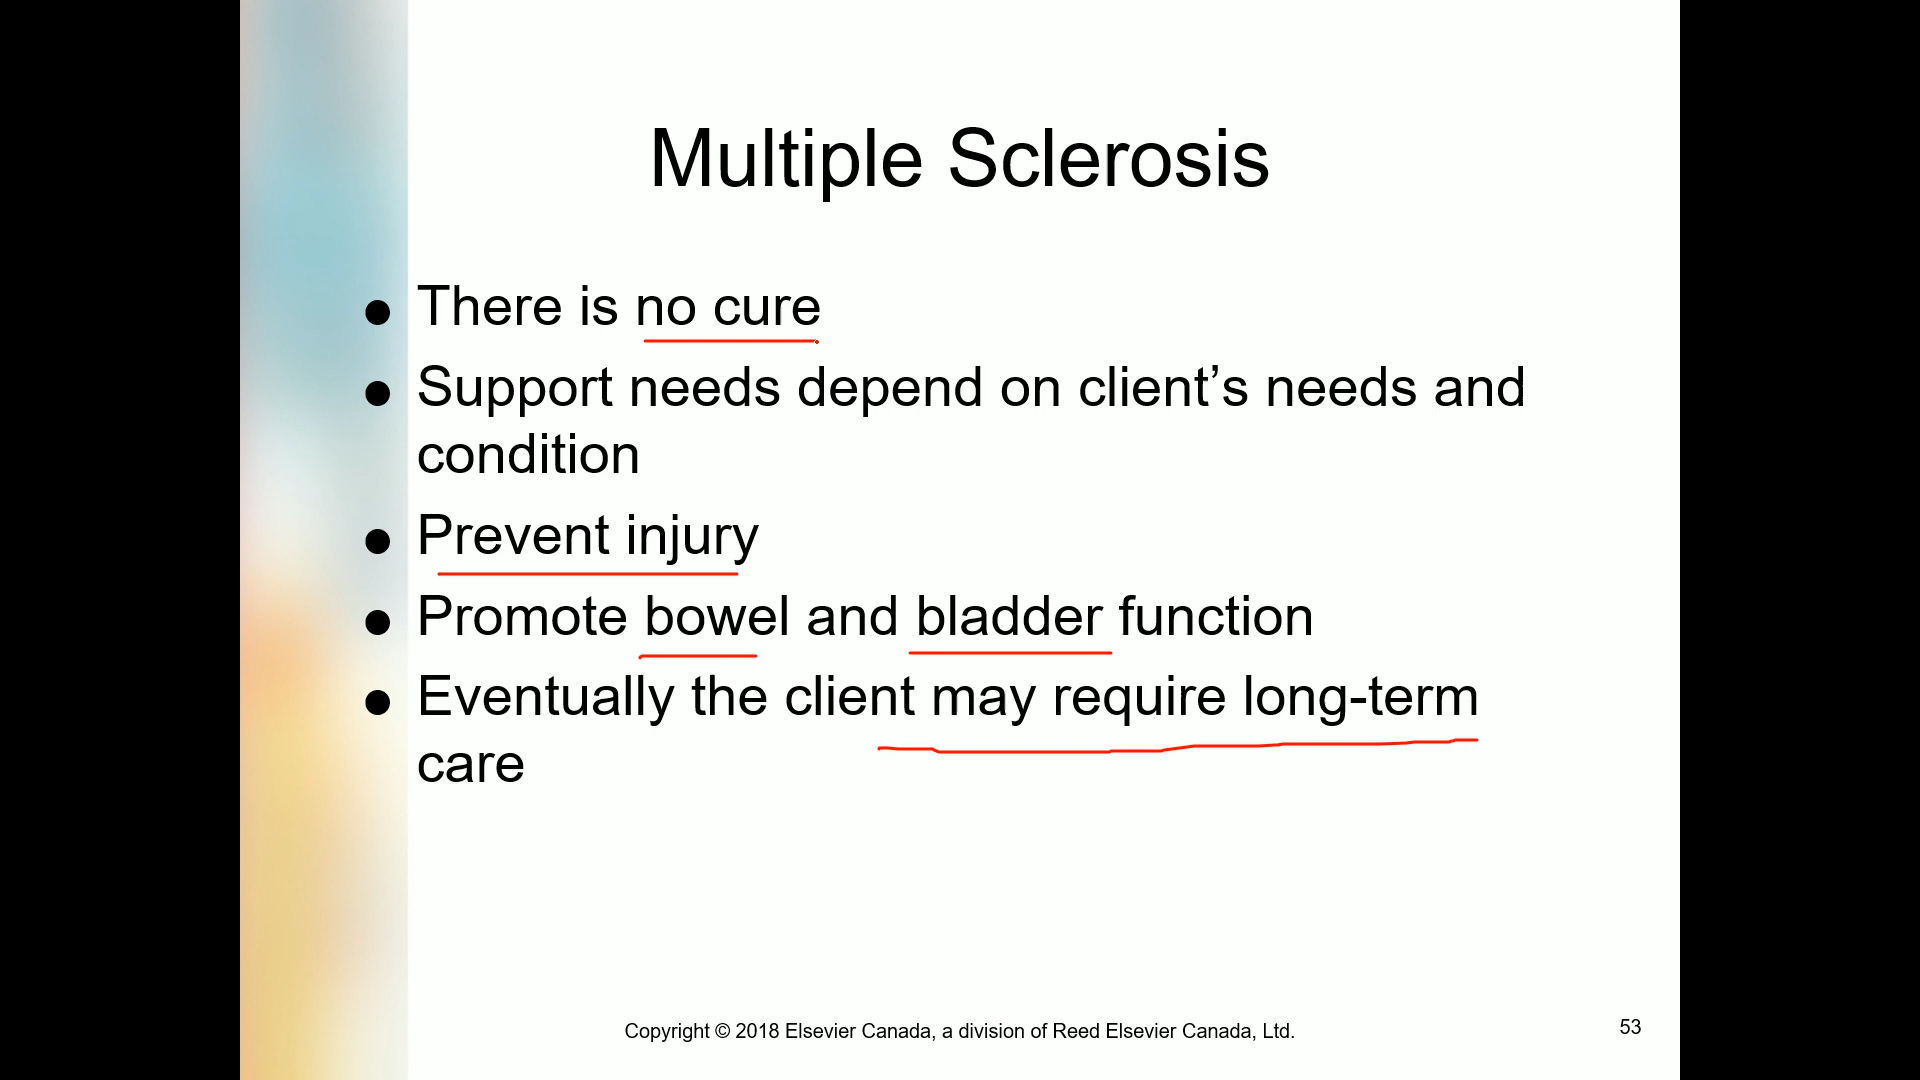 Multiple Sclerosis
● There is no cure
● Support needs depend on client’s needs and
condition
● Prevent injury
● Promote bowel and bladder function
● Eventually the client may require long-term
care
Copyright © 2018 Elsevier Canada, a division of Reed Elsevier Canada, Ltd.
53